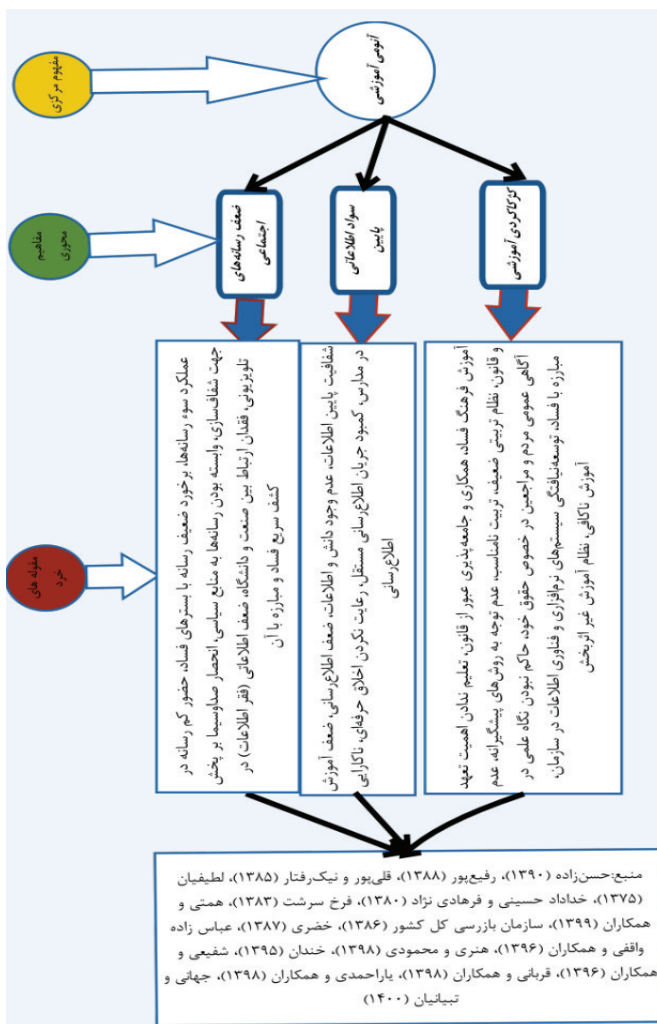 مفهوم مرکزی
آنومی آموزشی
مفاهیم
محوری
کژکاکردی آموزشی
سواد اطلاعاتی
پایین
ضعف رسانه‌های
اجتماعی
خرد
مقوله های
آموزش فرهنگ فساد، همکاری و جامعه‌پذیری عبور از قانون، تعلیم ندادن اهمیت تعهد
و قانون، نظام تربیتی ضعیف، تربیت نامناسب، عدم توجه به روش‌های پیشگیرانه، عدم
آگاهی عمومی مردم و مراجعین در خصوص حقوق خود، حاکم نبودن نگاه علمی در
مبارزه با فساد، توسعه‌نیافتگی سیستم‌های نرم‌افزاری و فناوری اطلاعات در سازمان،
آموزش ناکافی، نظام آموزش غیر اثربخش
شفافیت پایین اطلاعات، عدم وجود دانش و اطلاعات، ضعف اطلاع‌رسانی، ضعف آموزش
در مدارس، کمبود جریان اطلاع‌رسانی مستقل، رعایت نکردن اخلاق حرفه‌ای، ناکارایی
اطلاع‌رسانی
عملکرد سوء رسانه‌ها، برخورد ضعیف رسانه با بسترهای فساد، حضور کم رسانه در
جهت شفاف‌سازی، وابسته بودن رسانه‌ها به منابع سیاسی، انحصار صداوسیما بر پخش
تلویزیونی، فقدان ارتباط بین صنعت و دانشگاه، ضعف اطلاعاتی (فقر اطلاعات) در
کشف سریع فساد و مبارزه با آن
منبع:حسن‌زاده (۱۳۹۰)، رفیع‌پور (۱۳۸۸)، قلی‌پور و نیک‌رفتار (۱۳۸۵)، لطیفیان
(۱۳۷۵)، خداداد حسینی و فرهادی نژاد (۱۳۸۰)، فرخ سرشت (۱۳۸۳)، همتی و
همکاران (۱۳۹۹)، سازمان بازرسی کل کشور (۱۳۸۶)، خضری (۱۳۸۷)، عباس زاده
واقفی و همکاران (۱۳۹۶)، هنری و محمودی (۱۳۹۸)، خندان (۱۳۹۵)، شفیعی و
همکاران (۱۳۹۶)، قربانی و همکاران (۱۳۹۸)، یاراحمدی و همکاران (۱۳۹۸)، جهانی و
تبیانیان (۱۴۰۰)